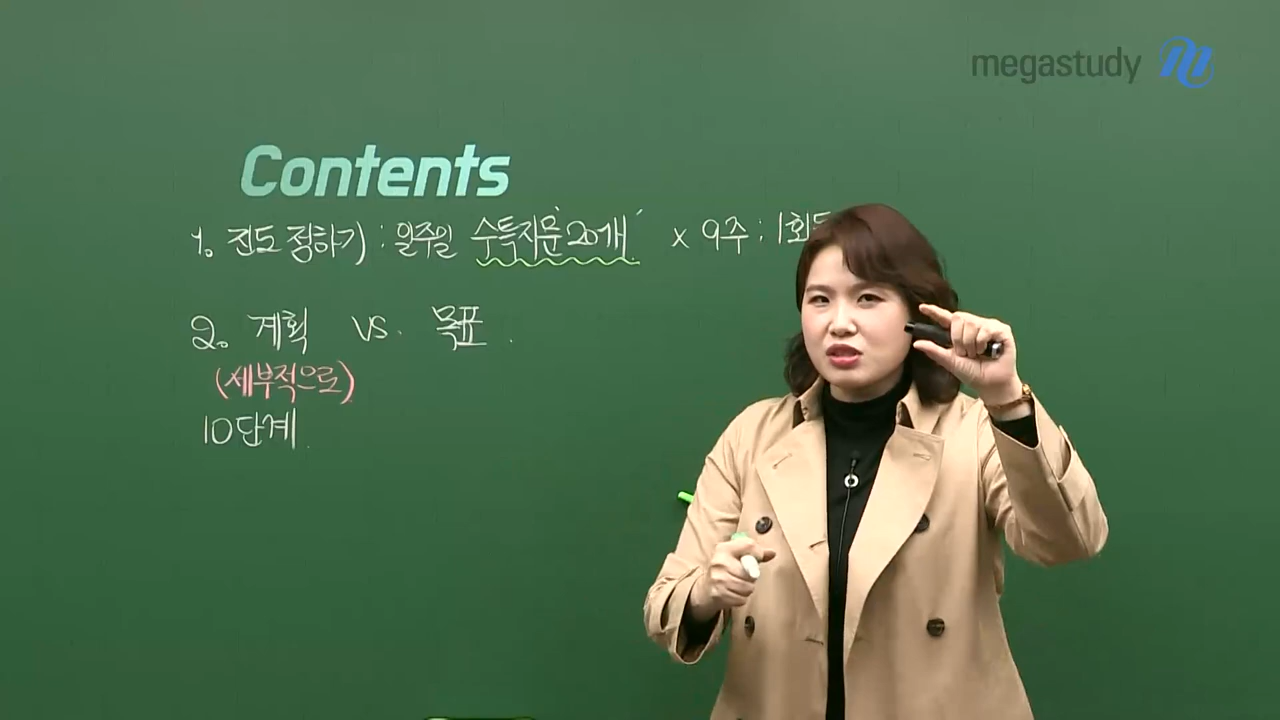 megastudy
Contents
1. 진도 정하기 : 일주일 수특지문 20개 x 9주 : 1회
2. 계획 vs. 목표.
(세부적으로)
10단계.